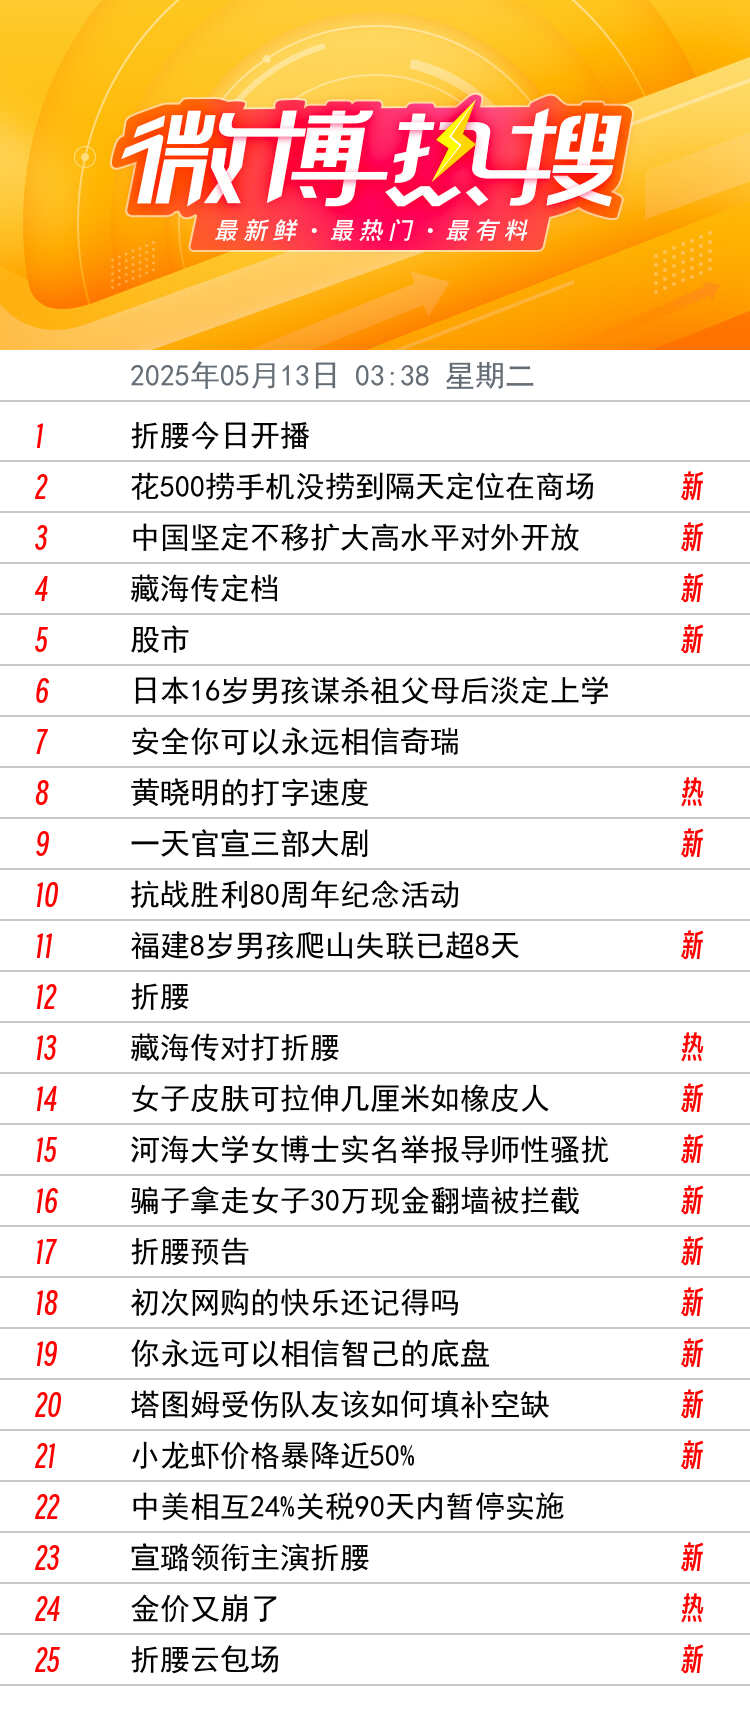 微博热搜
最新鲜·最热门·最有料
2025年05月13日 03:38 星期二
1 折腰今日开播
2 花500捞手机没捞到隔天定位在商场 新
3 中国坚定不移扩大高水平对外开放 新
4 藏海传定档 新
5 股市 新
6 日本16岁男孩谋杀祖父母后淡定上学
7 安全你可以永远相信奇瑞
8 黄晓明的打字速度 热
9 一天官宣三部大剧 新
10 抗战胜利80周年纪念活动
11 福建8岁男孩爬山失联已超8天 新
12 折腰
13 藏海传对打折腰 热
14 女子皮肤可拉伸几厘米如橡皮人 新
15 河海大学女博士实名举报导师性骚扰 新
16 骗子拿走女子30万现金翻墙被拦截 新
17 折腰预告 新
18 初次网购的快乐还记得吗 新
19 你永远可以相信智己的底盘 新
20 塔图姆受伤队友该如何填补空缺 新
21 小龙虾价格暴降近50% 新
22 中美相互24%关税90天内暂停实施
23 宣璐领衔主演折腰 新
24 金价又崩了 热
25 折腰云包场 新